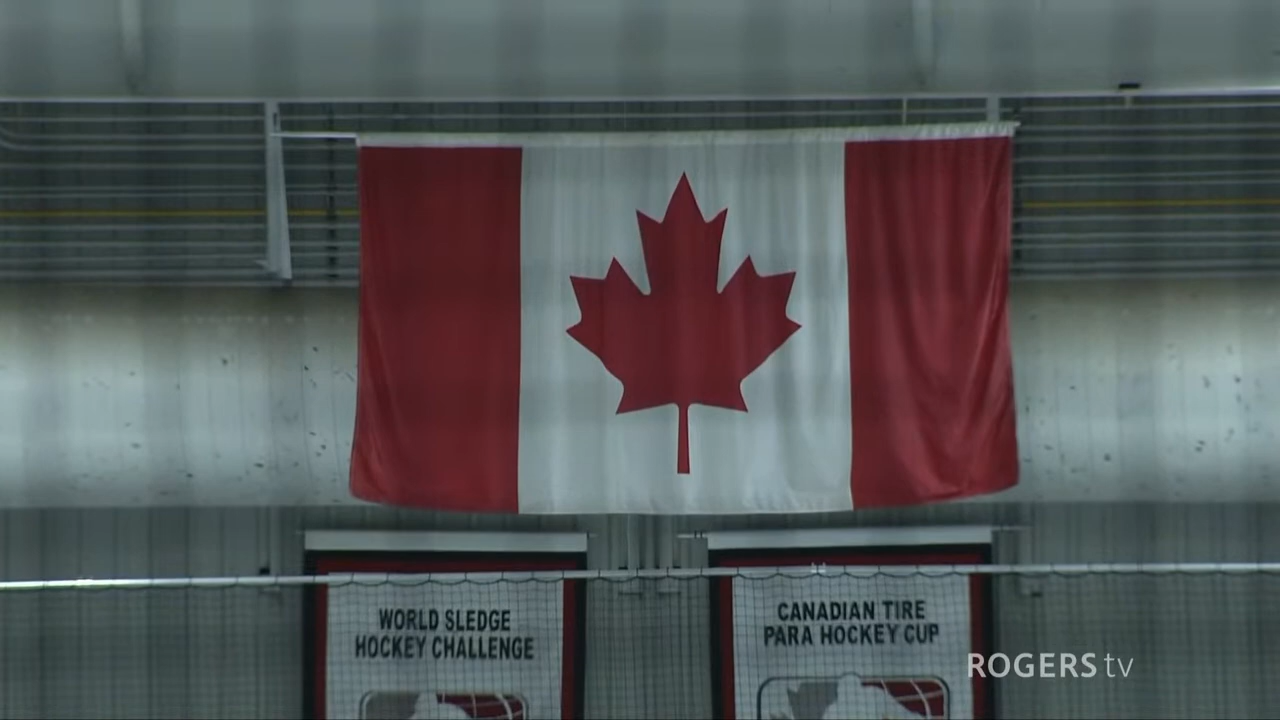 WORLD SLEDGE
HOCKEY CHALLENGE
CANADIAN TIRE
PARA HOCKEY CUP
ROGERS tv